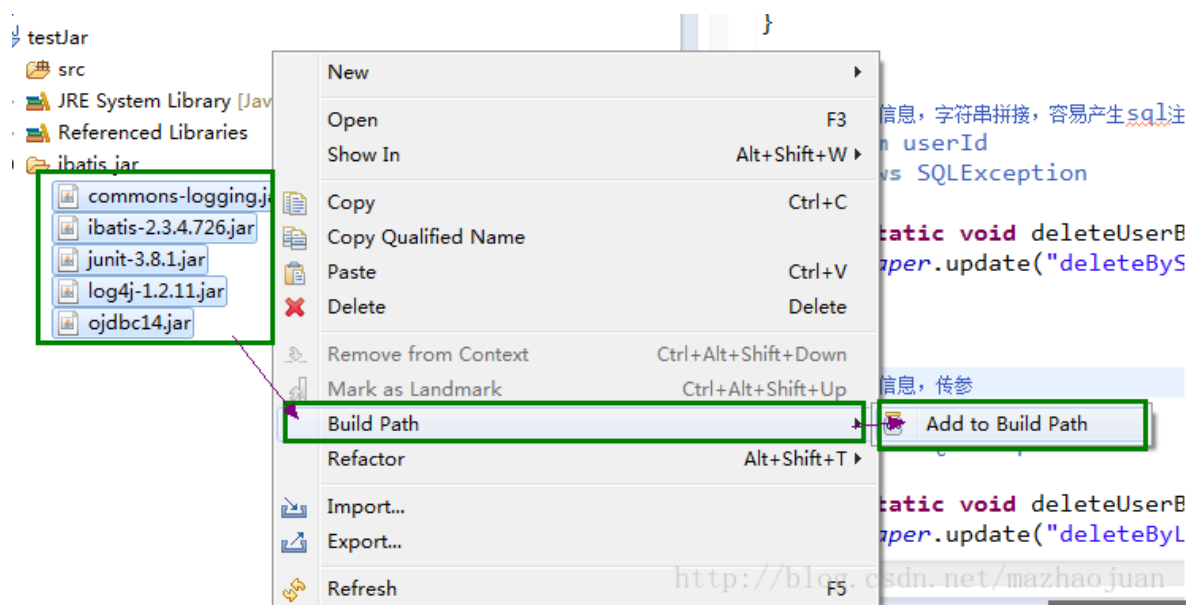 }
testJar
src
JRE System Library [Jav
Referenced Libraries
ibatis jar
commons-logging.ja
ibatis-2.3.4.726.jar
junit-3.8.1.jar
log4j-1.2.11.jar
ojdbc14.jar
New
Open F3
Show In Alt+Shift+W
Copy Ctrl+C
Copy Qualified Name
Paste Ctrl+V
Delete Delete
Remove from Context Ctrl+Alt+Shift+Down
Mark as Landmark Ctrl+Alt+Shift+Up
Build Path
Refactor Alt+Shift+T
Import...
Export...
Refresh F5
Add to Build Path
信息，字符串拼接，容易产生sql注
userId
SQLException
tatic void deleteUserB
aper.update("deleteByS
信息，传参
tatic void deleteUserB
aper.update("deleteByL
http://blog.csdn.net/mazhaojuan